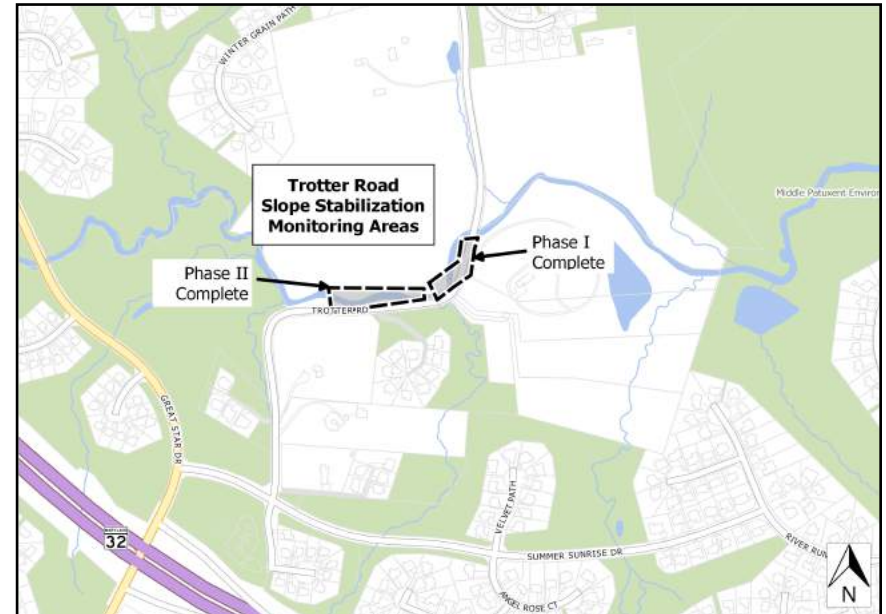 WINTER GRAIN PATH
Trotter Road
Slope Stabilization
Monitoring Areas
Middle Patuxent Environ
Phase I
Complete
Phase II
Complete
TROTTER RD
GREAT STAR DR
32
VELVET PATH
SUMMER SUNRISE DR
RIVER RUN
ANGEL ROSE CT
N